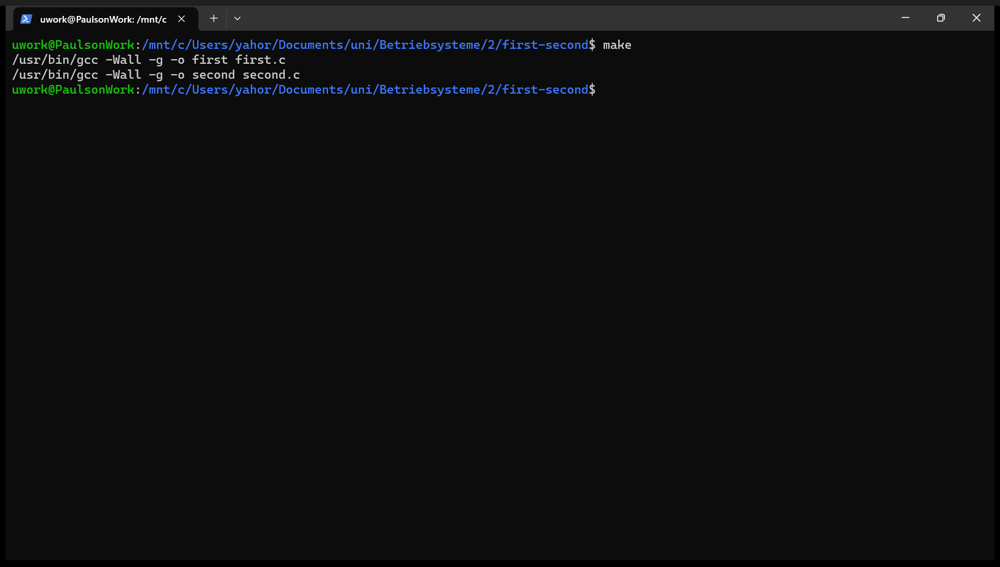 uwork@PaulsonWork: /mnt/c
uwork@PaulsonWork:/mnt/c/Users/yahor/Documents/uni/Betriebsysteme/2/first-second$ make
/usr/bin/gcc -Wall -g -o first first.c
/usr/bin/gcc -Wall -g -o second second.c
uwork@PaulsonWork:/mnt/c/Users/yahor/Documents/uni/Betriebsysteme/2/first-second$